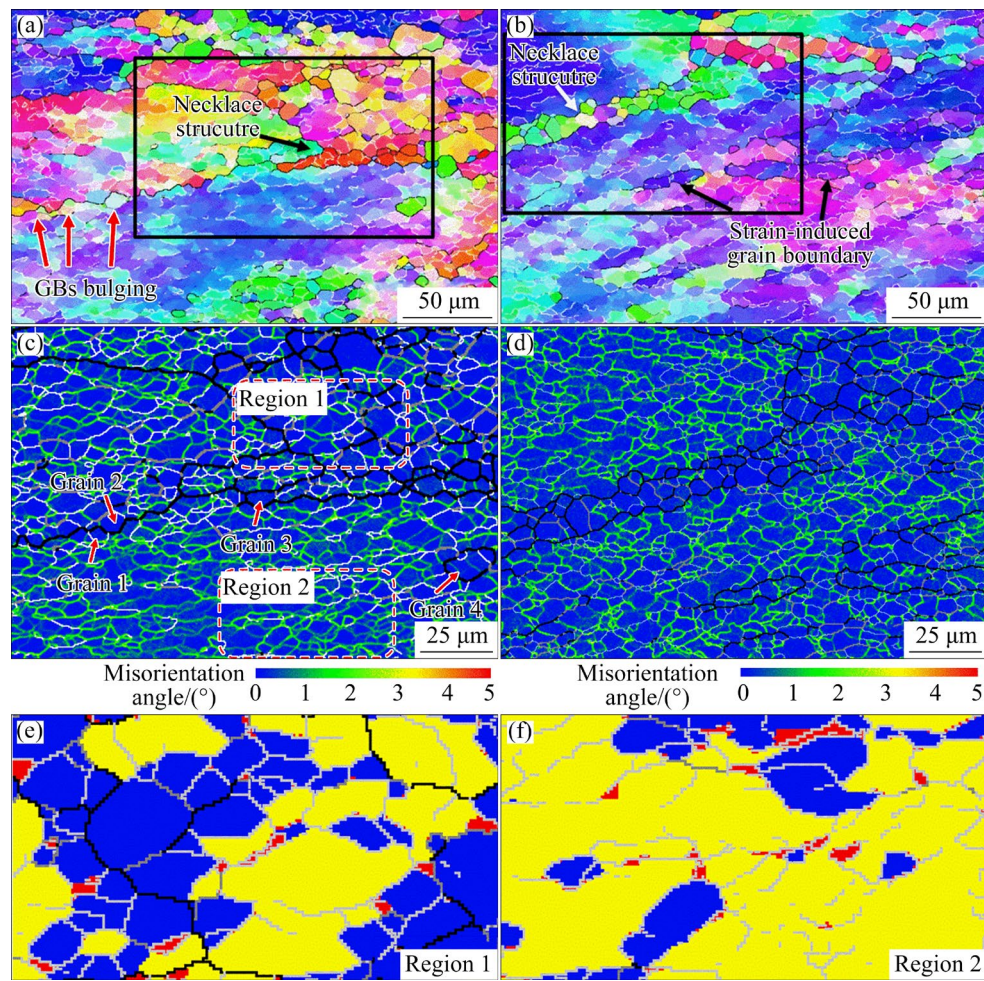 (a)
Necklace
strucutre
GBs bulging
50 μm
(b)
Necklace
strucutre
Strain-induced
grain boundary
50 μm
(c)
Region 1
Grain 2
Grain 3
Grain 1
Region 2
Grain 4
25 μm
(d)
25 μm
Misorientation
angle/(°)
0 1 2 3 4 5
Misorientation
angle/(°)
0 1 2 3 4 5
(e)
Region 1
(f)
Region 2